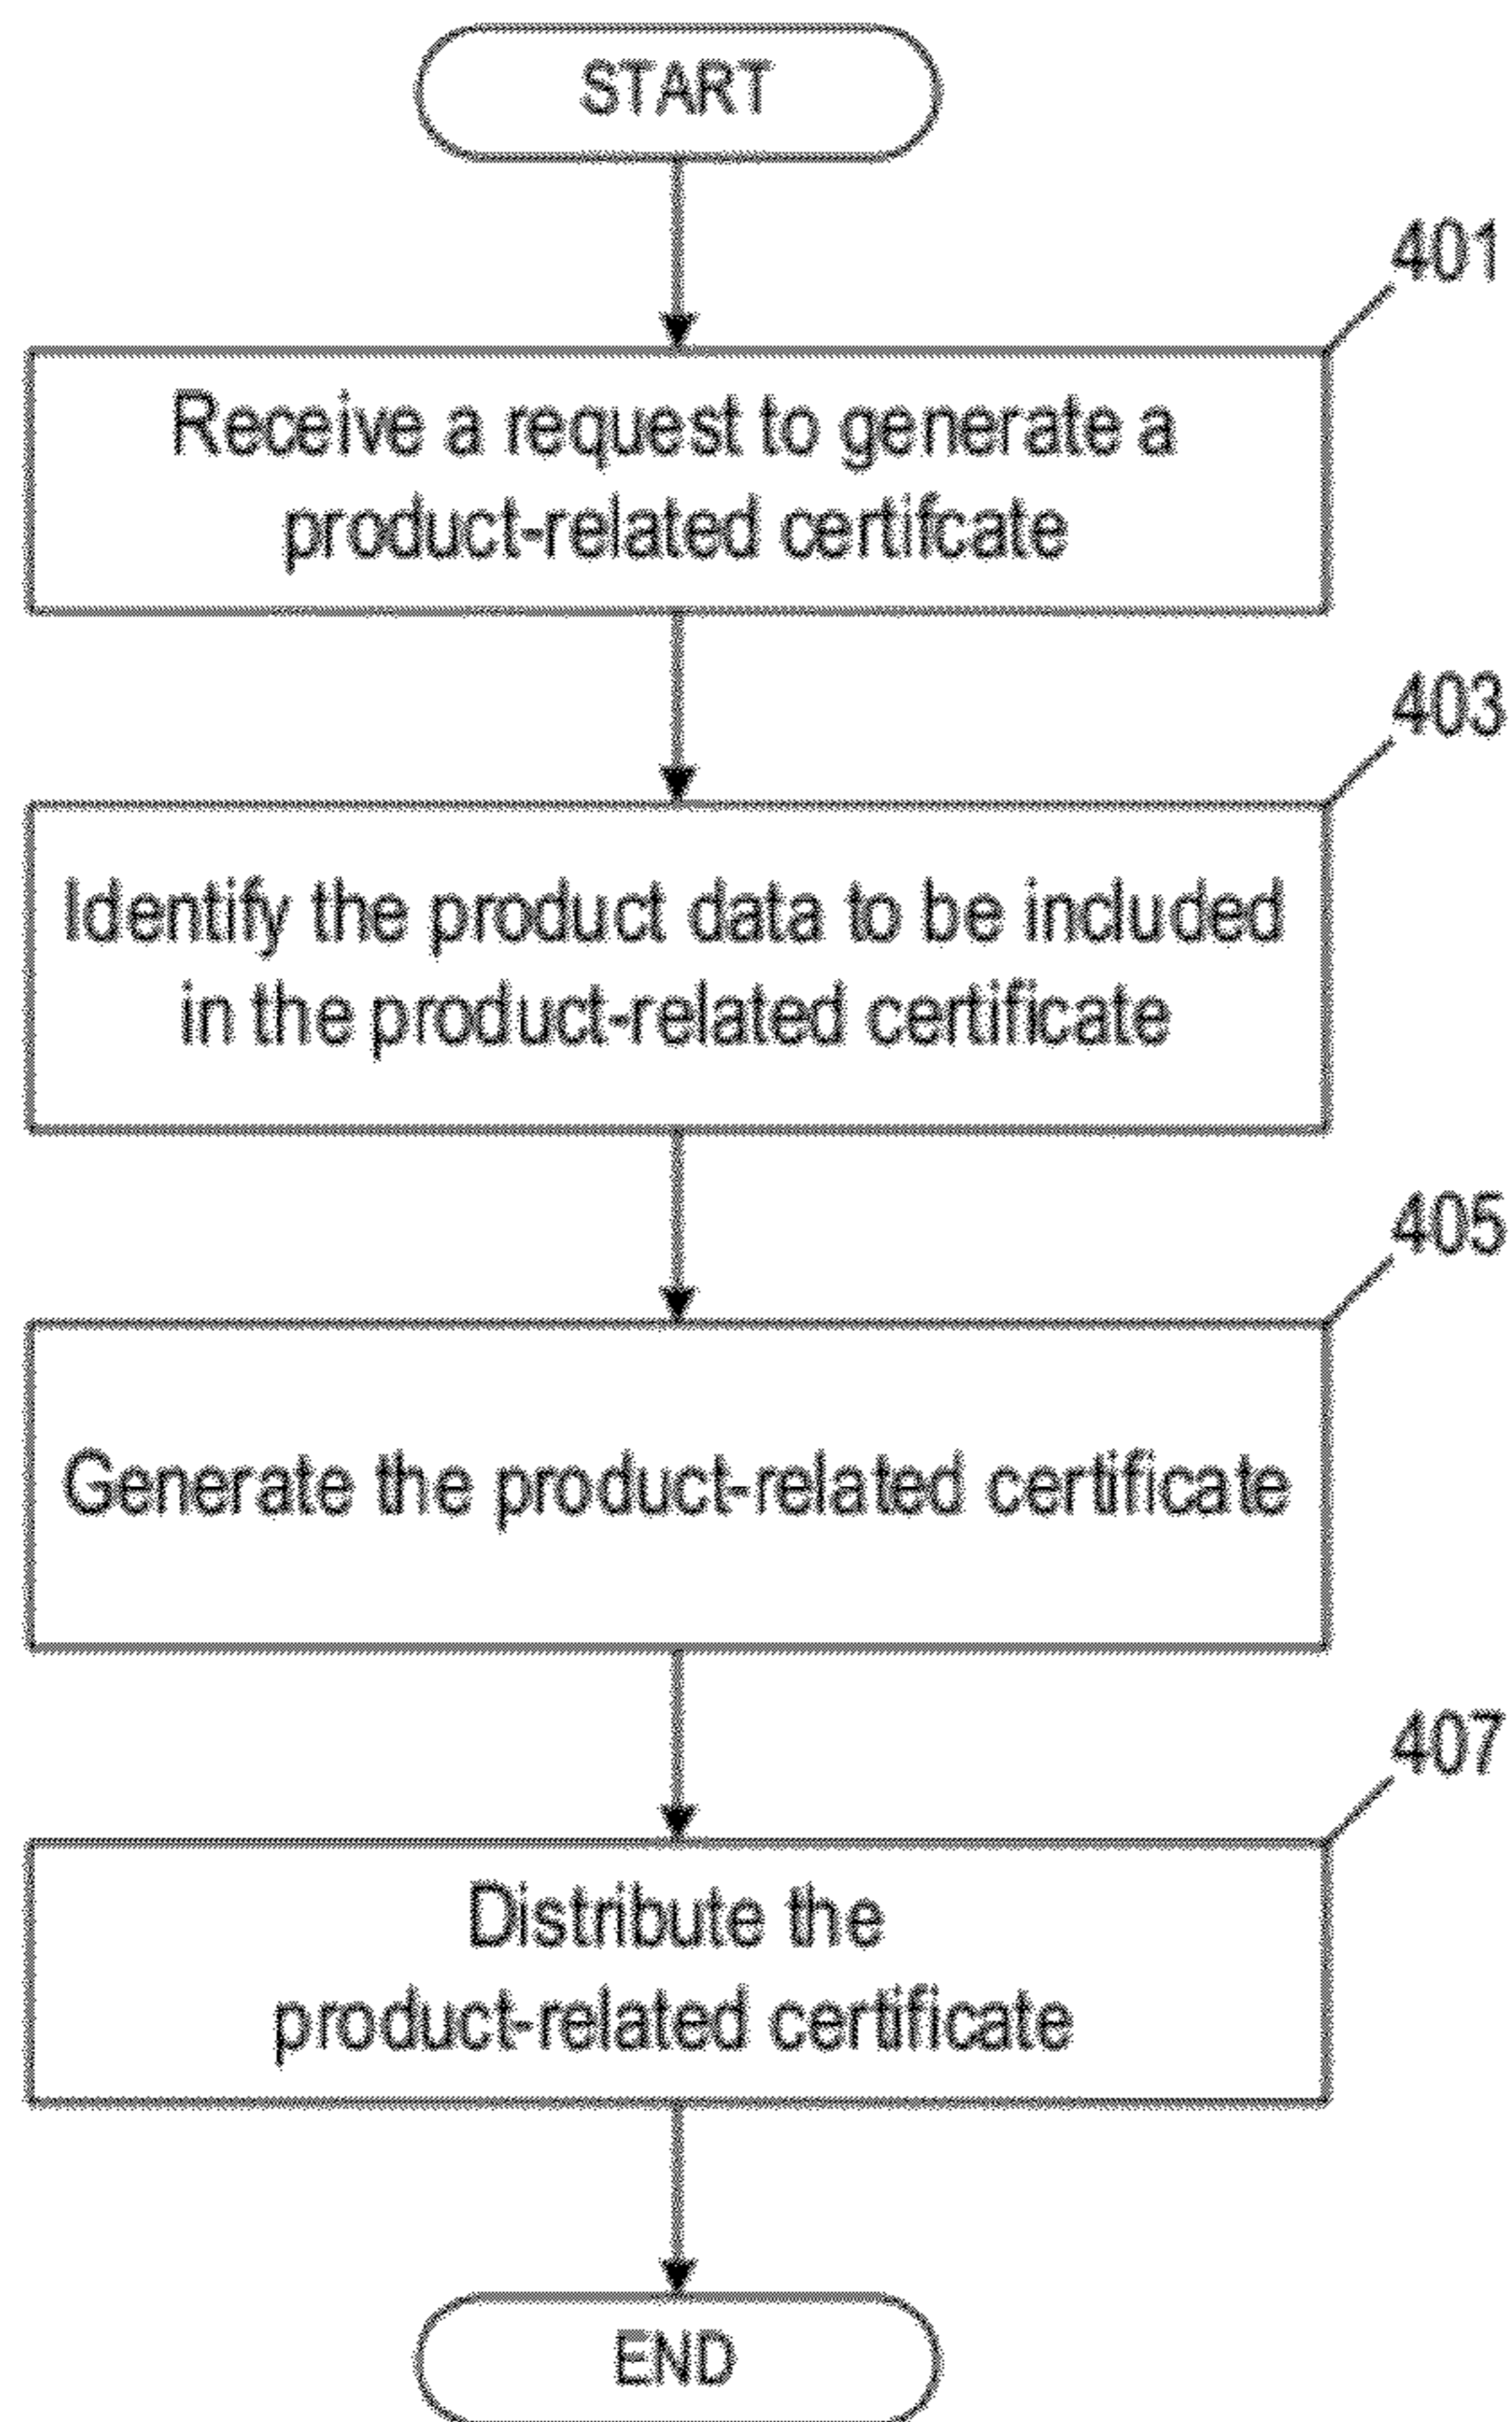 START
401
Receive a request to generate a
product-related certifcate
403
Identify the product data to be included
in the product-related certificate
405
Generate the product-related certificate
407
Distribute the
product-related certificate
END